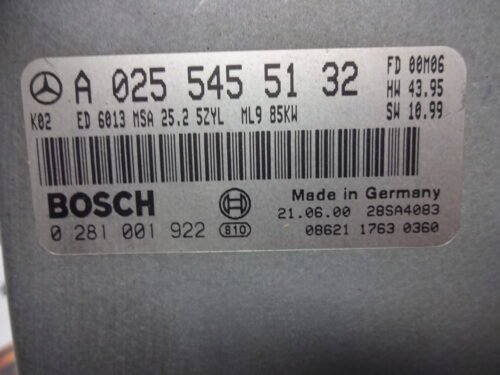 A 025 545 51 32 FD 00M06
HW 43.95
K02 ED 6013 MSA 25.2 5ZYL ML9 85KW SW 10.99
BOSCH Made in Germany
21.06.00 28SA4083
0 281 001 922 810 08621 1763 0360